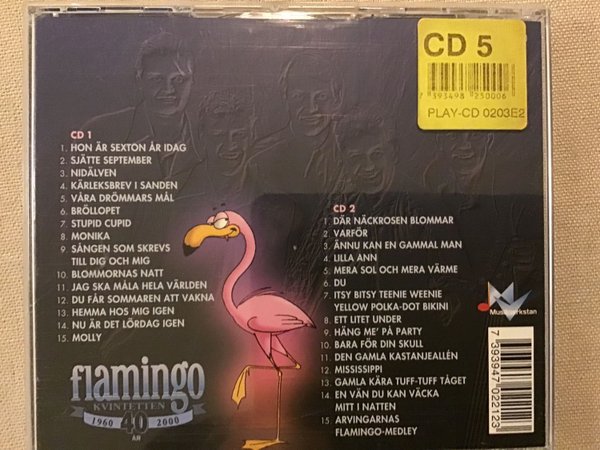 CD 5
7 393498 250006
PLAY-CD 0203E2
CD 1
1. HON ÄR SEXTON ÅR IDAG
2. SJÄTTE SEPTEMBER
3. NIDÄLVEN
4. KÄRLEKSBREV I SANDEN
5. VÅRA DRÖMMARS MÅL
6. BRÖLLOPET
7. STUPID CUPID
8. MONIKA
9. SÅNGEN SOM SKREVS
TILL DIG OCH MIG
10. BLOMMORNAS NATT
11. JAG SKA MÅLA HELA VÄRLDEN
12. DU FÅR SOMMAREN ATT VAKNA
13. HEMMA HOS MIG IGEN
14. NU ÄR DET LÖRDAG IGEN
15. MOLLY
CD 2
1. DÄR NÄCKROSEN BLOMMAR
2. VARFÖR
3. ÄNNU KAN EN GAMMAL MAN
4. LILLA ANN
5. MERA SOL OCH MERA VÄRME
6. DU
7. ITSY BITSY TEENIE WEENIE
YELLOW POLKA-DOT BIKINI
8. ETT LITET UNDER
9. HÄNG ME' PÅ PARTY
10. BARA FÖR DIN SKULL
11. DEN GAMLA KASTANJEALLÉN
12. MISSISSIPPI
13. GAMLA KÄRA TUFF-TUFF TÅGET
14. EN VÄN DU KAN VÄCKA
MITT I NATTEN
15. ARVINGARNAS
FLAMINGO-MEDLEY
flamingo
KVINTETTEN
1960 40 2000
ÅR
Musikverkstan
7 393947 022123